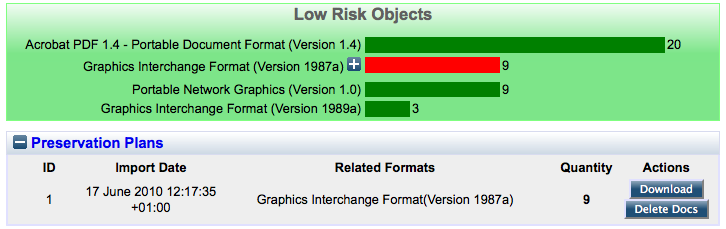 Low Risk Objects
Acrobat PDF 1.4 - Portable Document Format (Version 1.4) 20
Graphics Interchange Format (Version 1987a) 9
Portable Network Graphics (Version 1.0) 9
Graphics Interchange Format (Version 1989a) 3
Preservation Plans
ID Import Date Related Formats Quantity Actions
1 17 June 2010 12:17:35 +01:00 Graphics Interchange Format(Version 1987a) 9 Download
Delete Docs